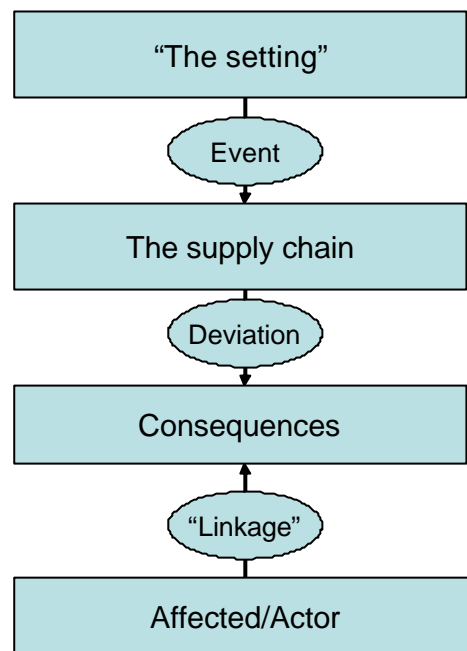 “The setting”
Event
The supply chain
Deviation
Consequences
“Linkage”
Affected/Actor